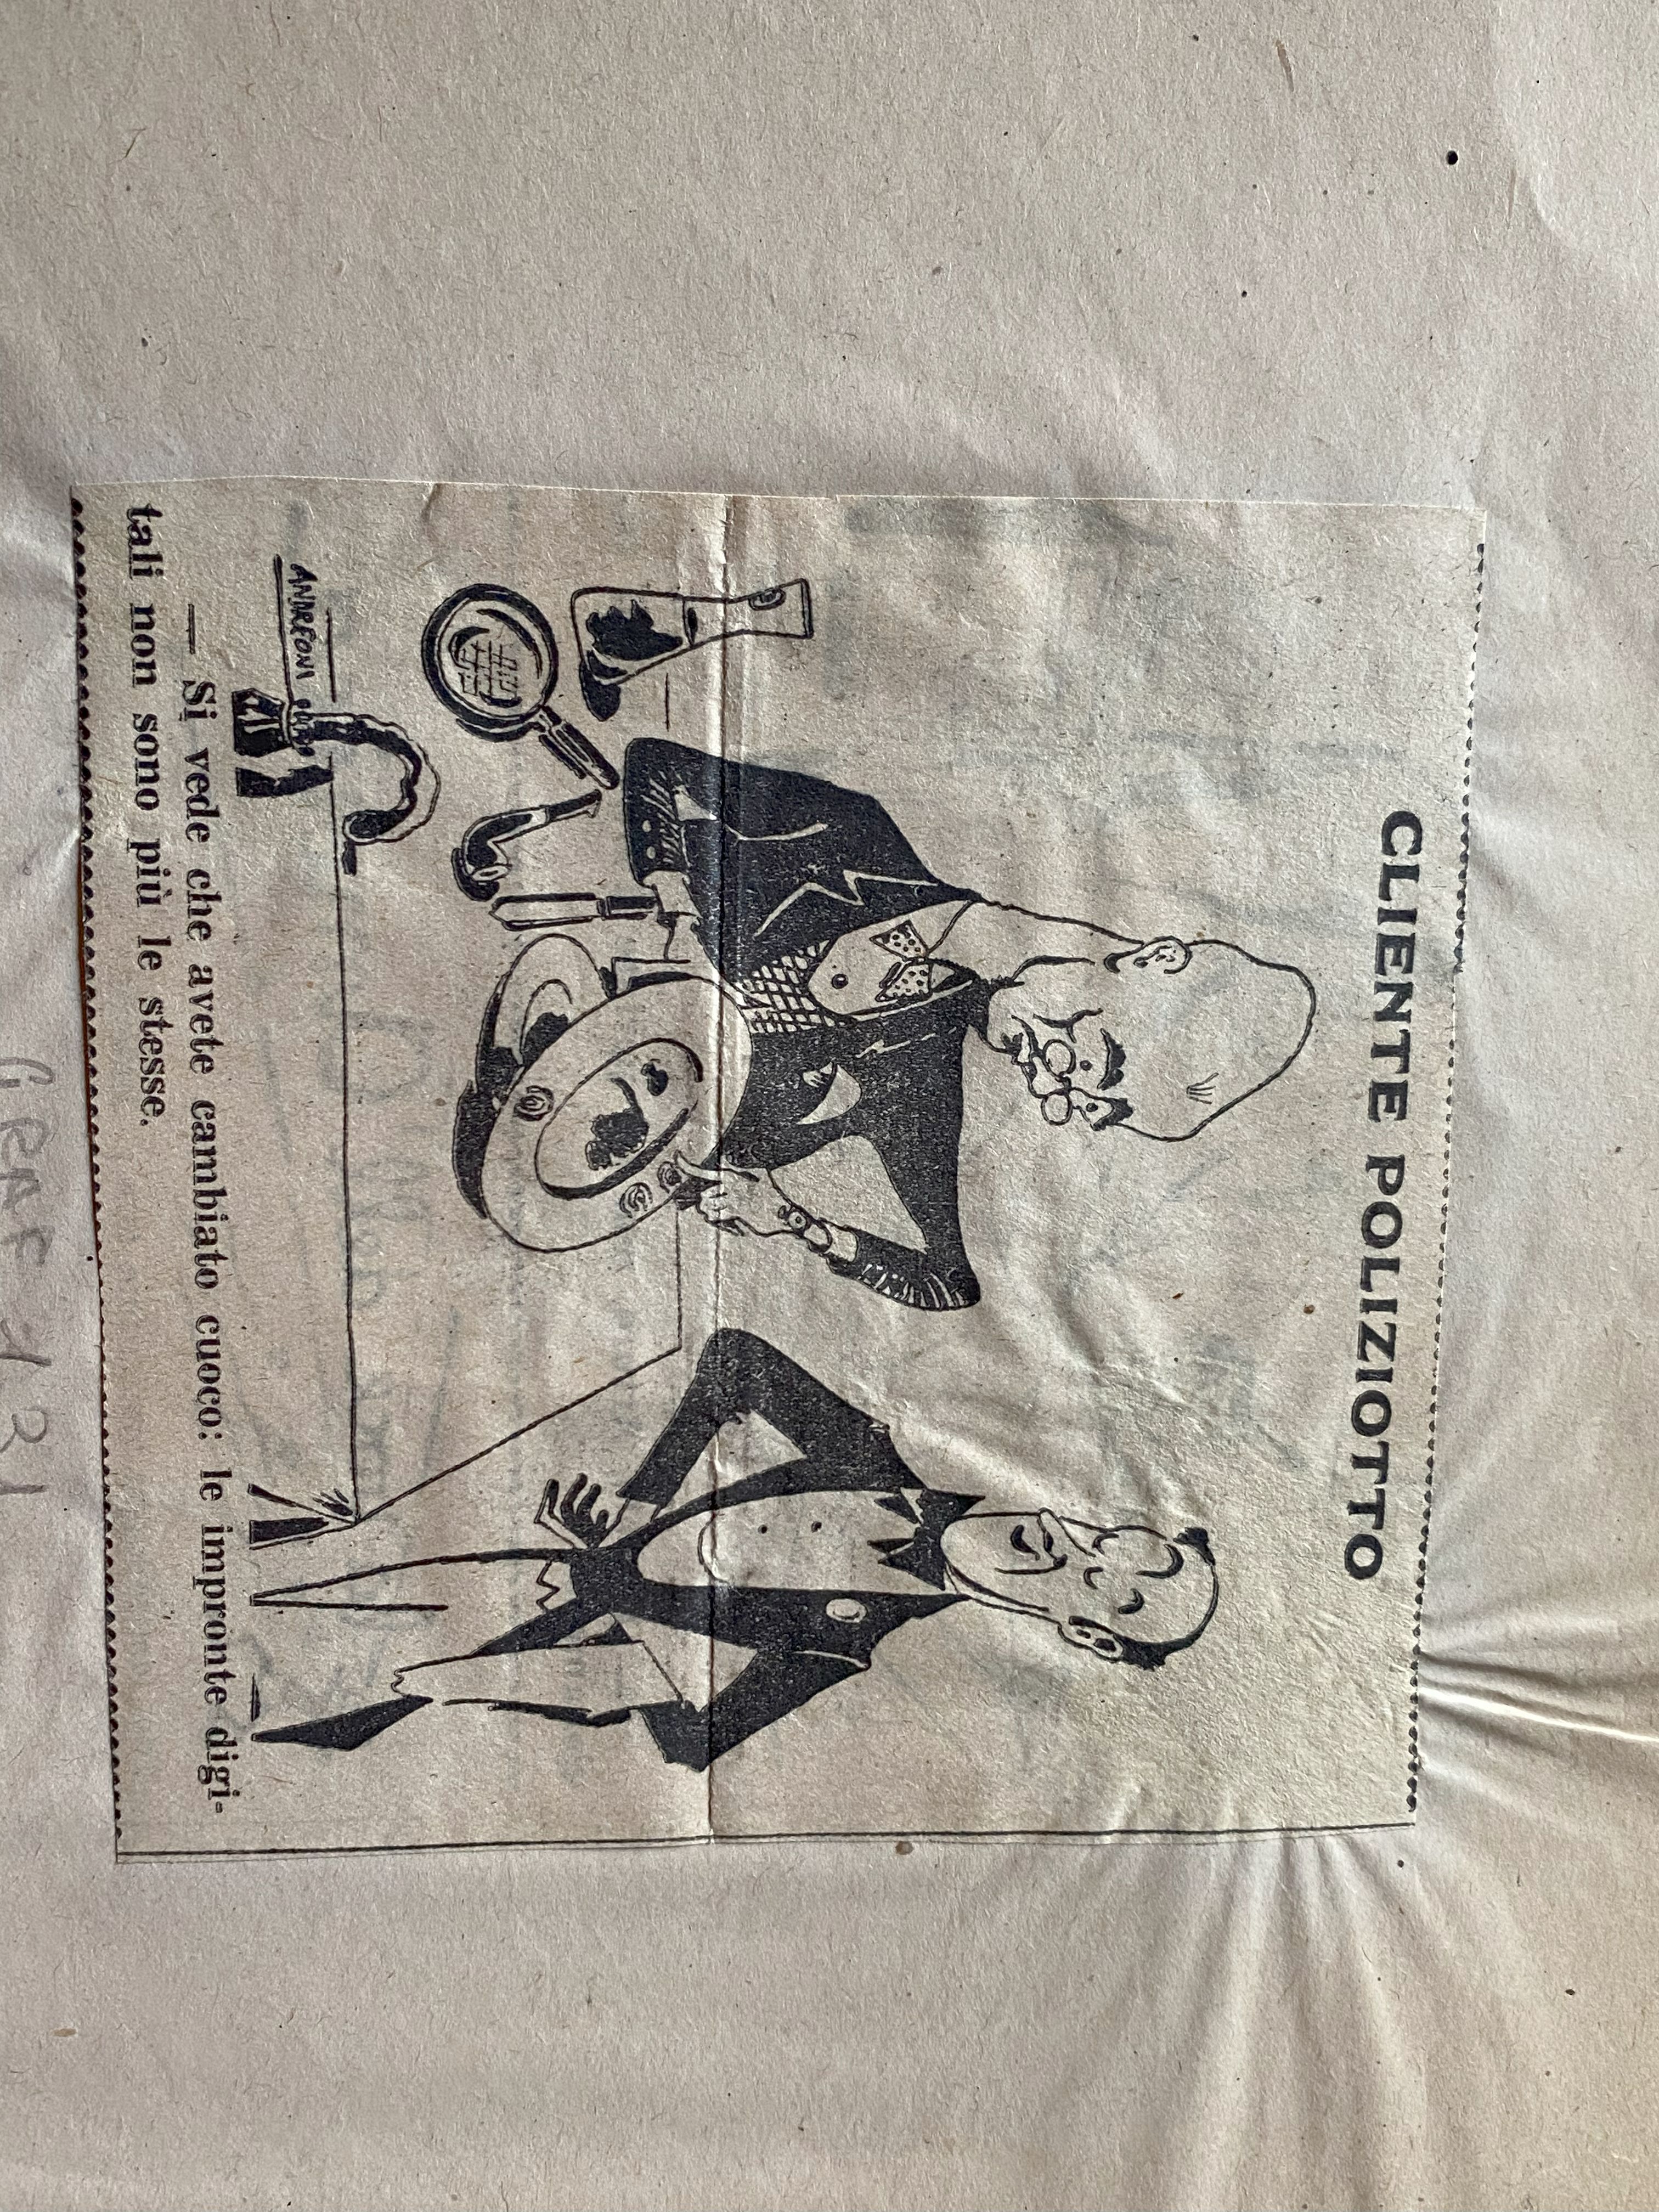 CLIENTE POLIZIOTTO
ANDREONI
— Si vede che avete cambiato cuoco: le impronte digi-
tali non sono più le stesse.